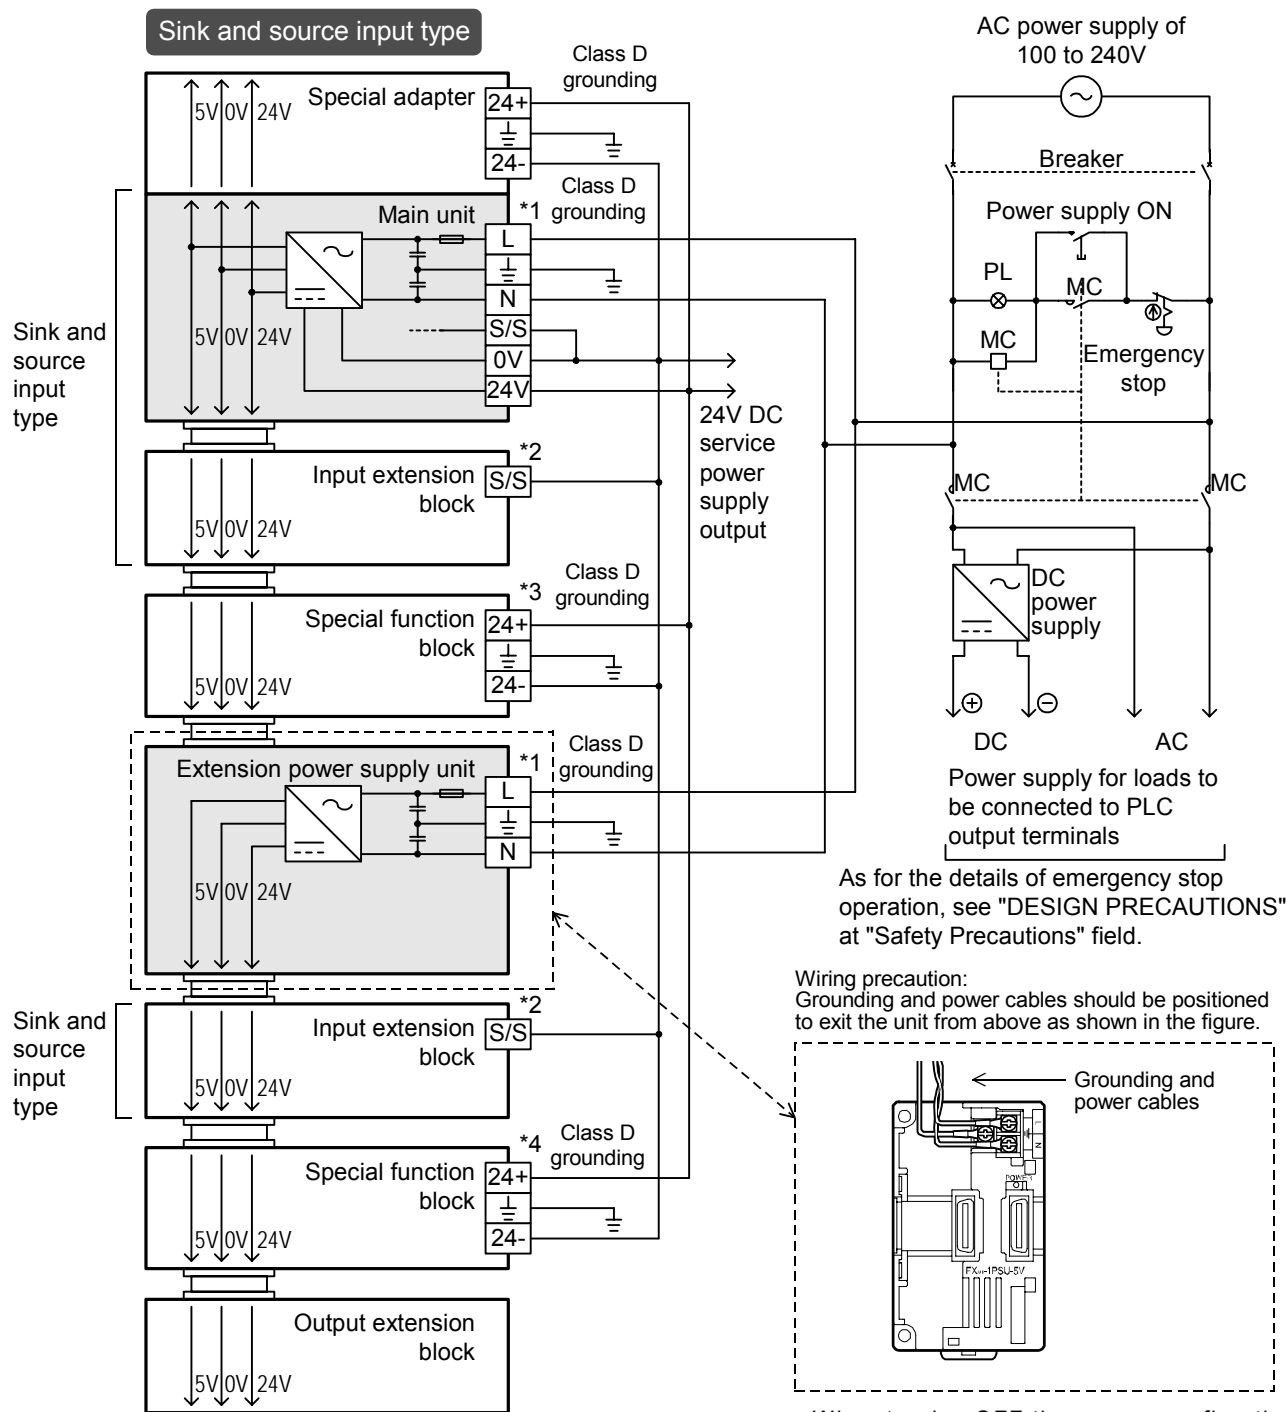 Sink and source input type
Special adapter
5V 0V 24V
24+
24-
Class D
grounding
Main unit
*1
Class D
grounding
L
N
S/S
0V
24V
5V 0V 24V
24V DC
service
power
supply
output
Sink and
source
input
type
Input extension
block
*2
S/S
5V 0V 24V
Special function
block
*3
Class D
grounding
24+
24-
5V 0V 24V
Extension power supply unit
*1
Class D
grounding
L
N
5V 0V 24V
Sink and
source
input
type
Input extension
block
*2
S/S
5V 0V 24V
Special function
block
*4
Class D
grounding
24+
24-
5V 0V 24V
Output extension
block
5V 0V 24V
AC power supply of
100 to 240V
Breaker
Power supply ON
PL
MC
MC
Emergency
stop
MC
MC
DC
power
supply
DC
AC
Power supply for loads to
be connected to PLC
output terminals
As for the details of emergency stop
operation, see "DESIGN PRECAUTIONS"
at "Safety Precautions" field.
Wiring precaution:
Grounding and power cables should be positioned
to exit the unit from above as shown in the figure.
Grounding and
power cables
L
N
POWER